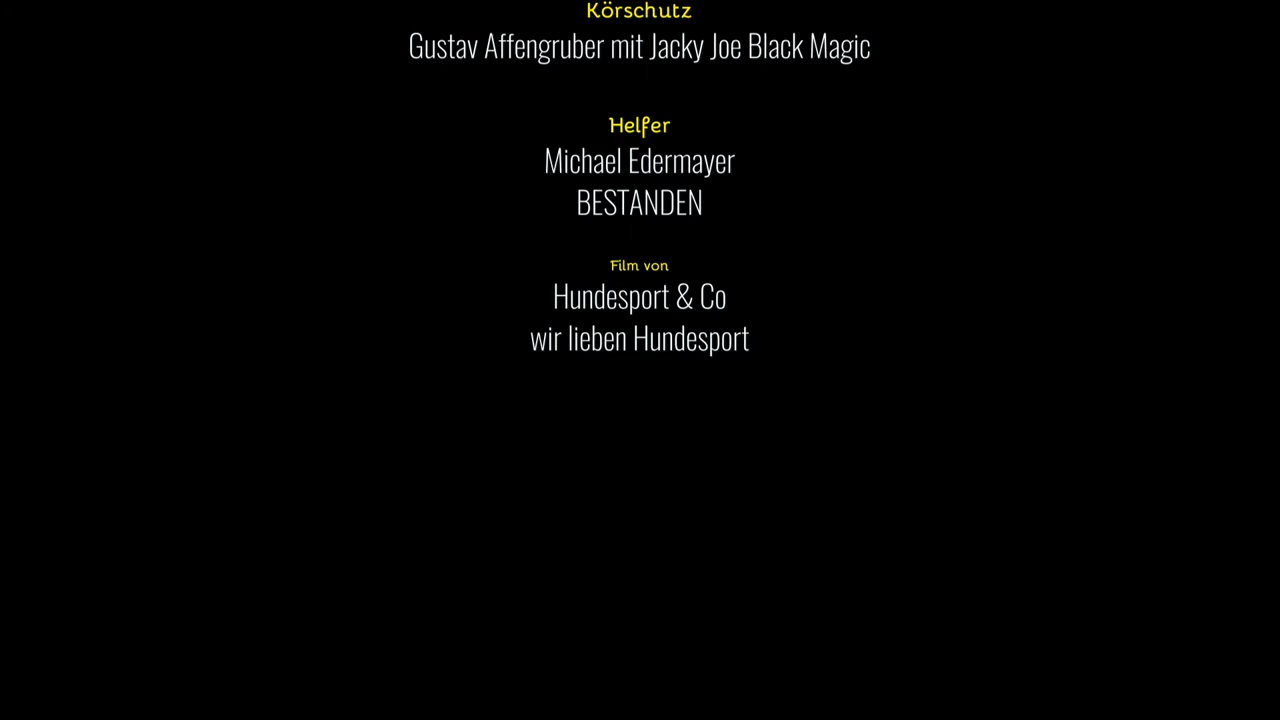 Körschutz
Gustav Affengruber mit Jacky Joe Black Magic
Helfer
Michael Edermayer
BESTANDEN
Film von
Hundesport & Co
wir lieben Hundesport